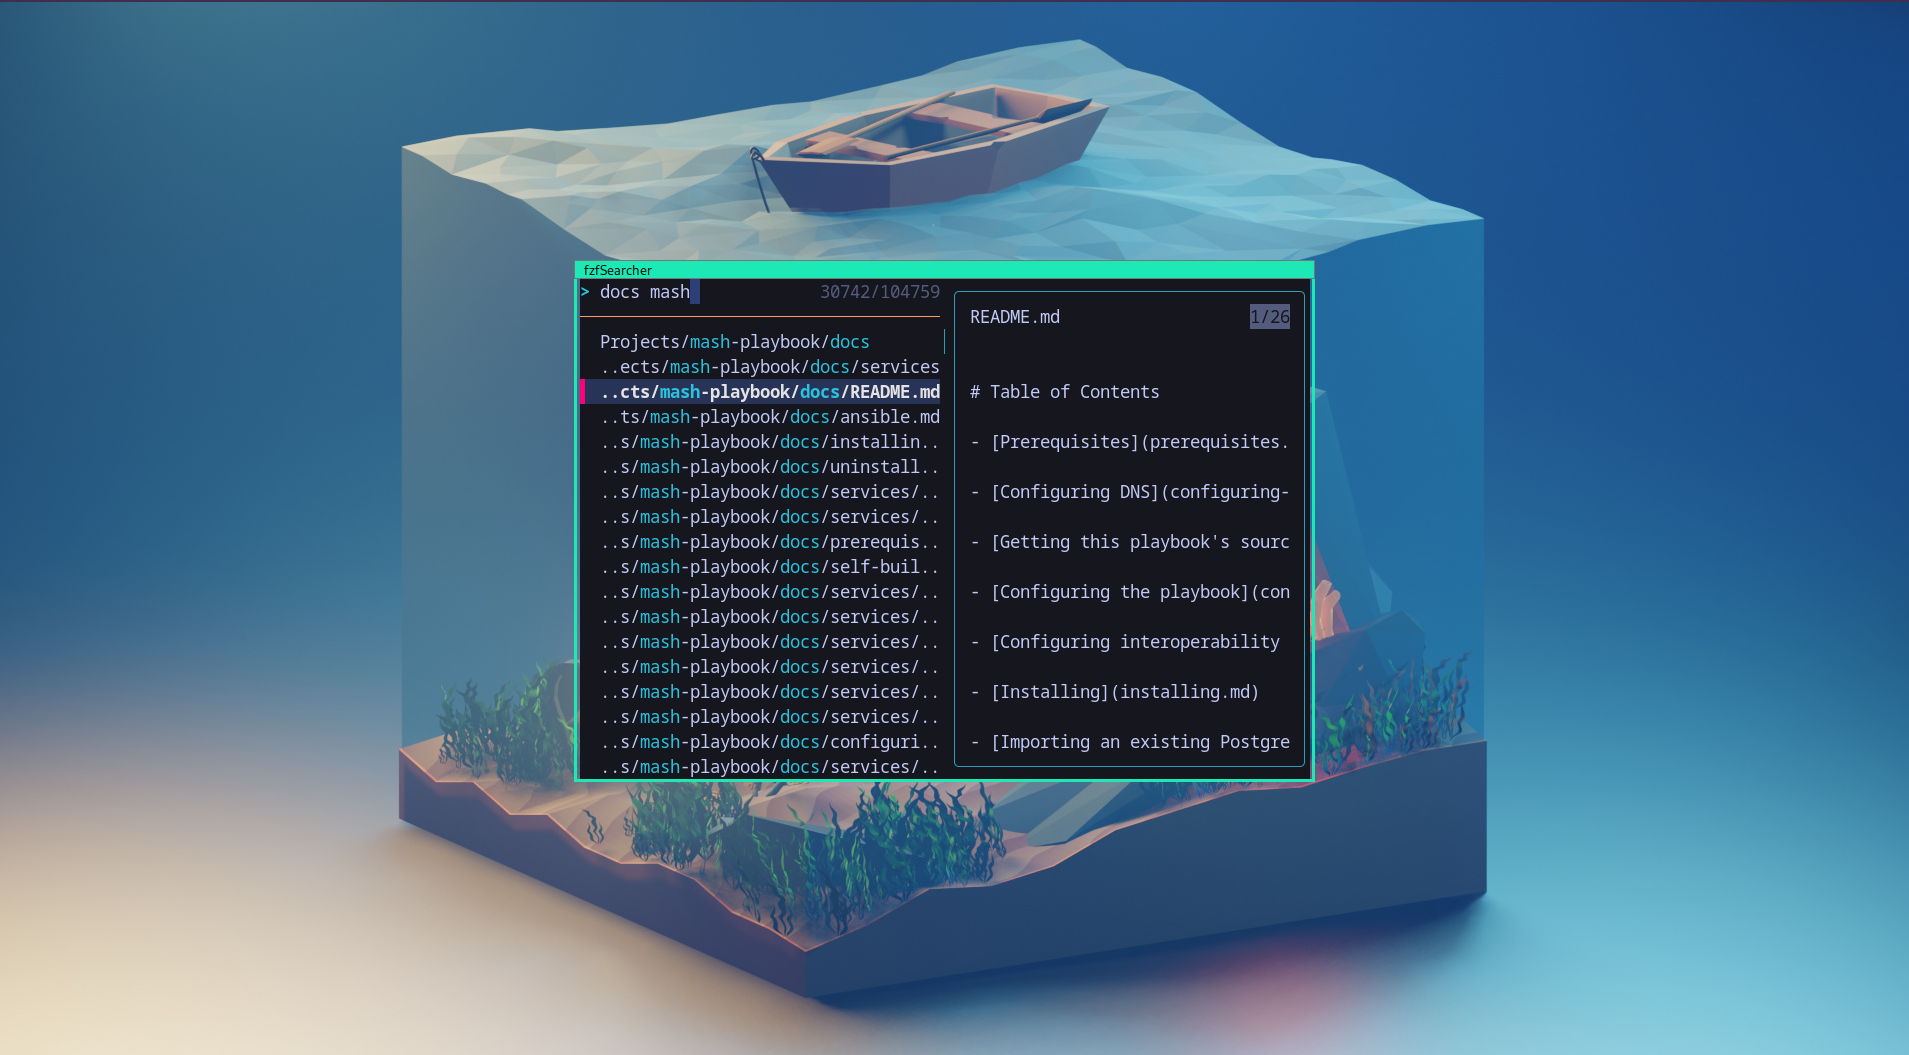 fzfSearcher
> docs mash 30742/104759
Projects/mash-playbook/docs
..ects/mash-playbook/docs/services
..cts/mash-playbook/docs/README.md
..ts/mash-playbook/docs/ansible.md
..s/mash-playbook/docs/installin..
..s/mash-playbook/docs/uninstall..
..s/mash-playbook/docs/services/..
..s/mash-playbook/docs/services/..
..s/mash-playbook/docs/prerequis..
..s/mash-playbook/docs/self-buil..
..s/mash-playbook/docs/services/..
..s/mash-playbook/docs/services/..
..s/mash-playbook/docs/services/..
..s/mash-playbook/docs/services/..
..s/mash-playbook/docs/services/..
..s/mash-playbook/docs/services/..
..s/mash-playbook/docs/configuri..
..s/mash-playbook/docs/services/..
README.md 1/26
# Table of Contents
- [Prerequisites](prerequisites.
- [Configuring DNS](configuring-
- [Getting this playbook's sourc
- [Configuring the playbook](con
- [Configuring interoperability
- [Installing](installing.md)
- [Importing an existing Postgre